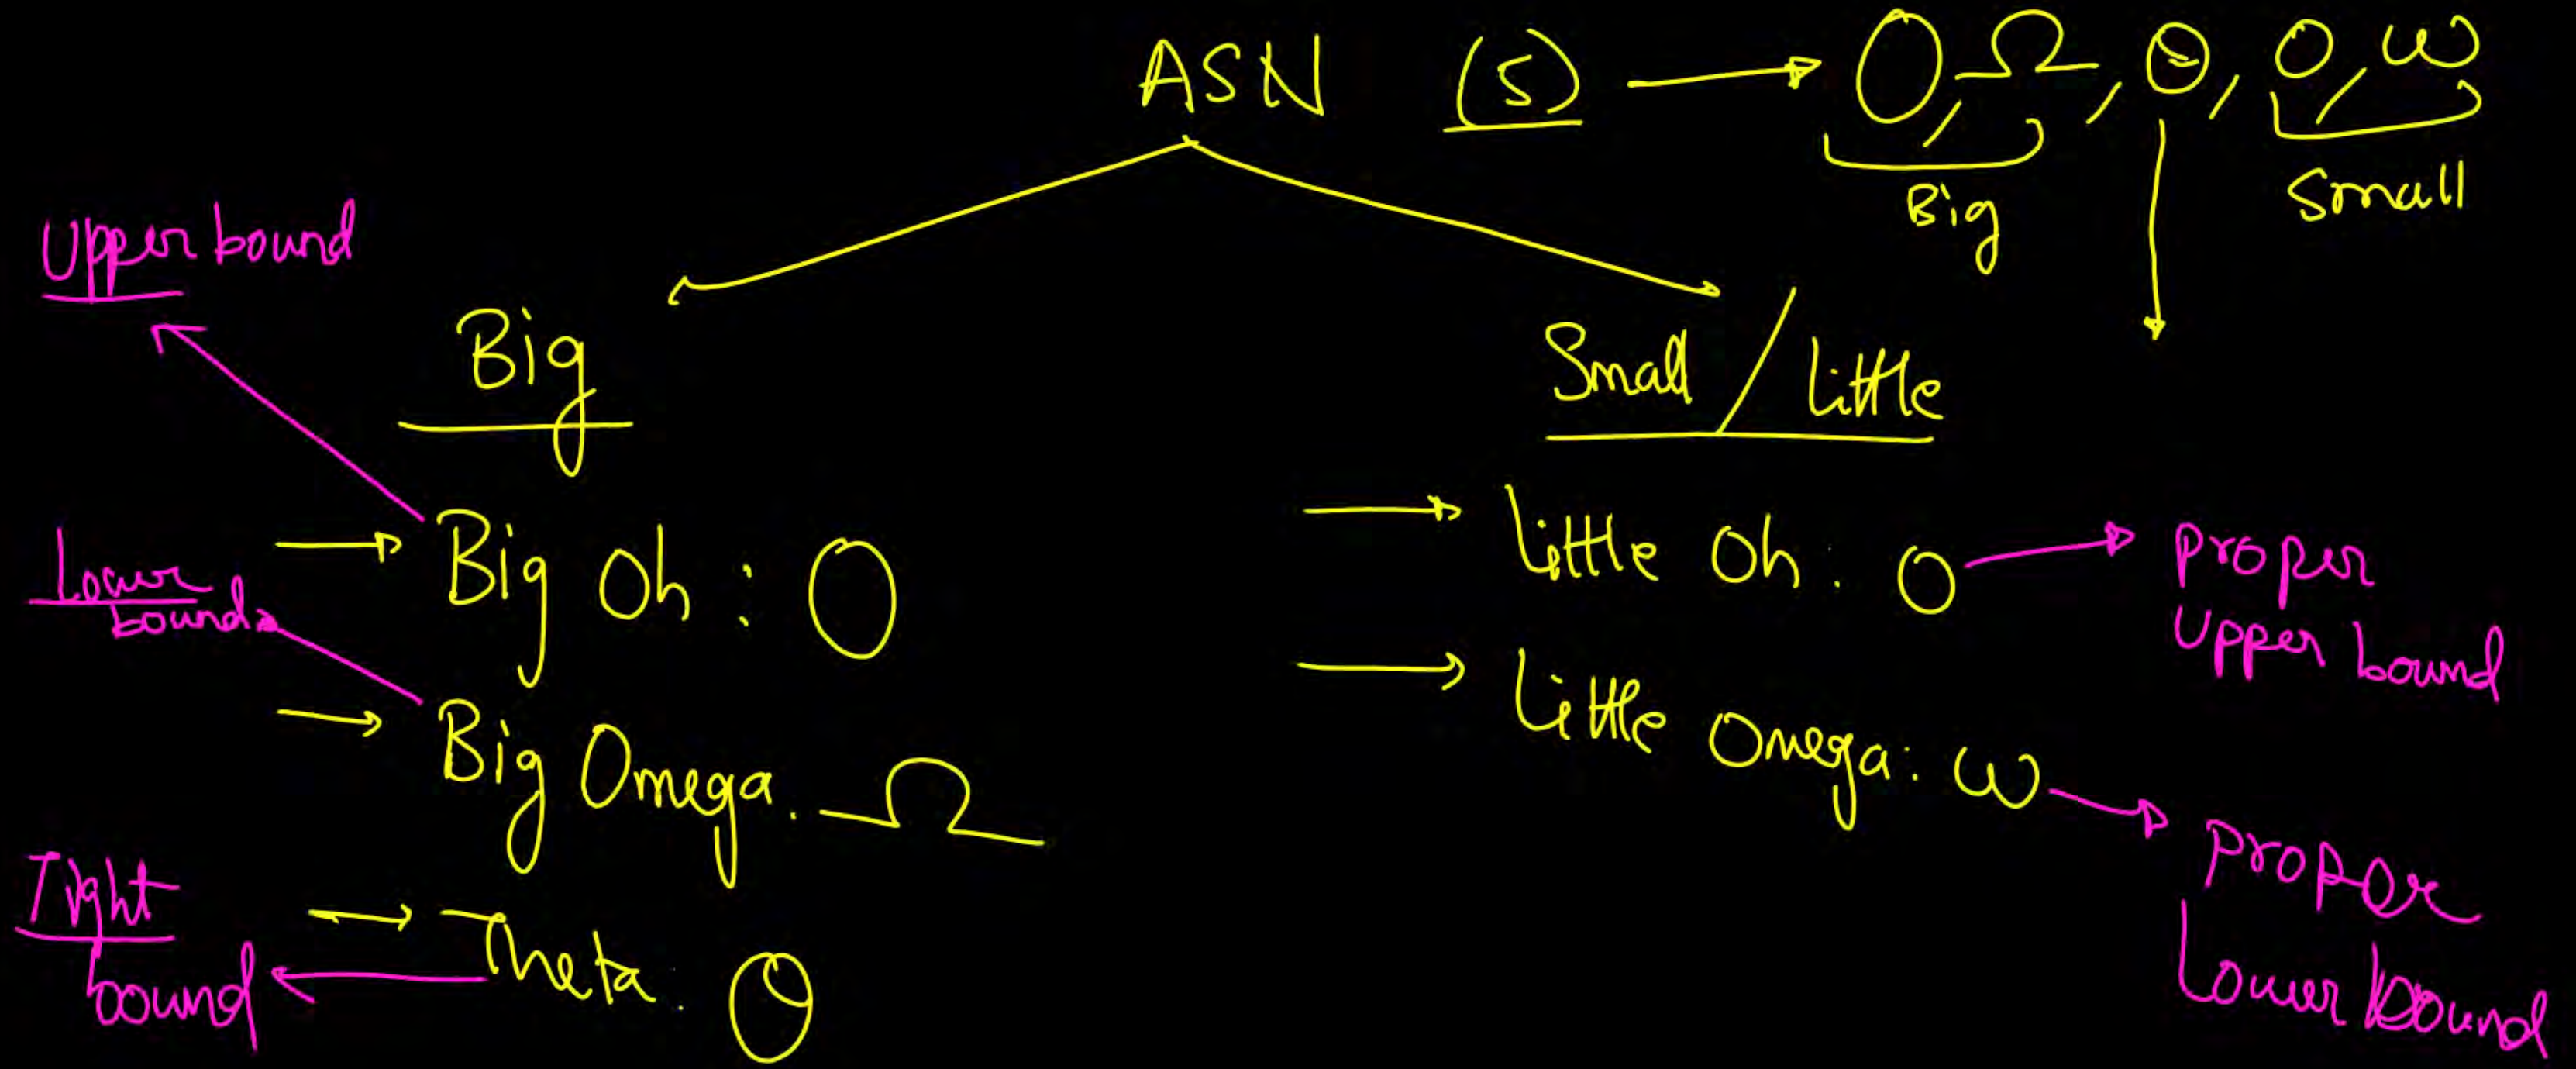 ASN (5) → O, Ω, Θ, o, ω
Big
Small
Upper bound
Big
Small / Little
Lower
bound
→ Big Oh : O
→ Little Oh : o
Proper
Upper bound
→ Big Omega. Ω
→ Little Omega : ω
Proper
Lower bound
Tight
bound
→ Theta : Θ